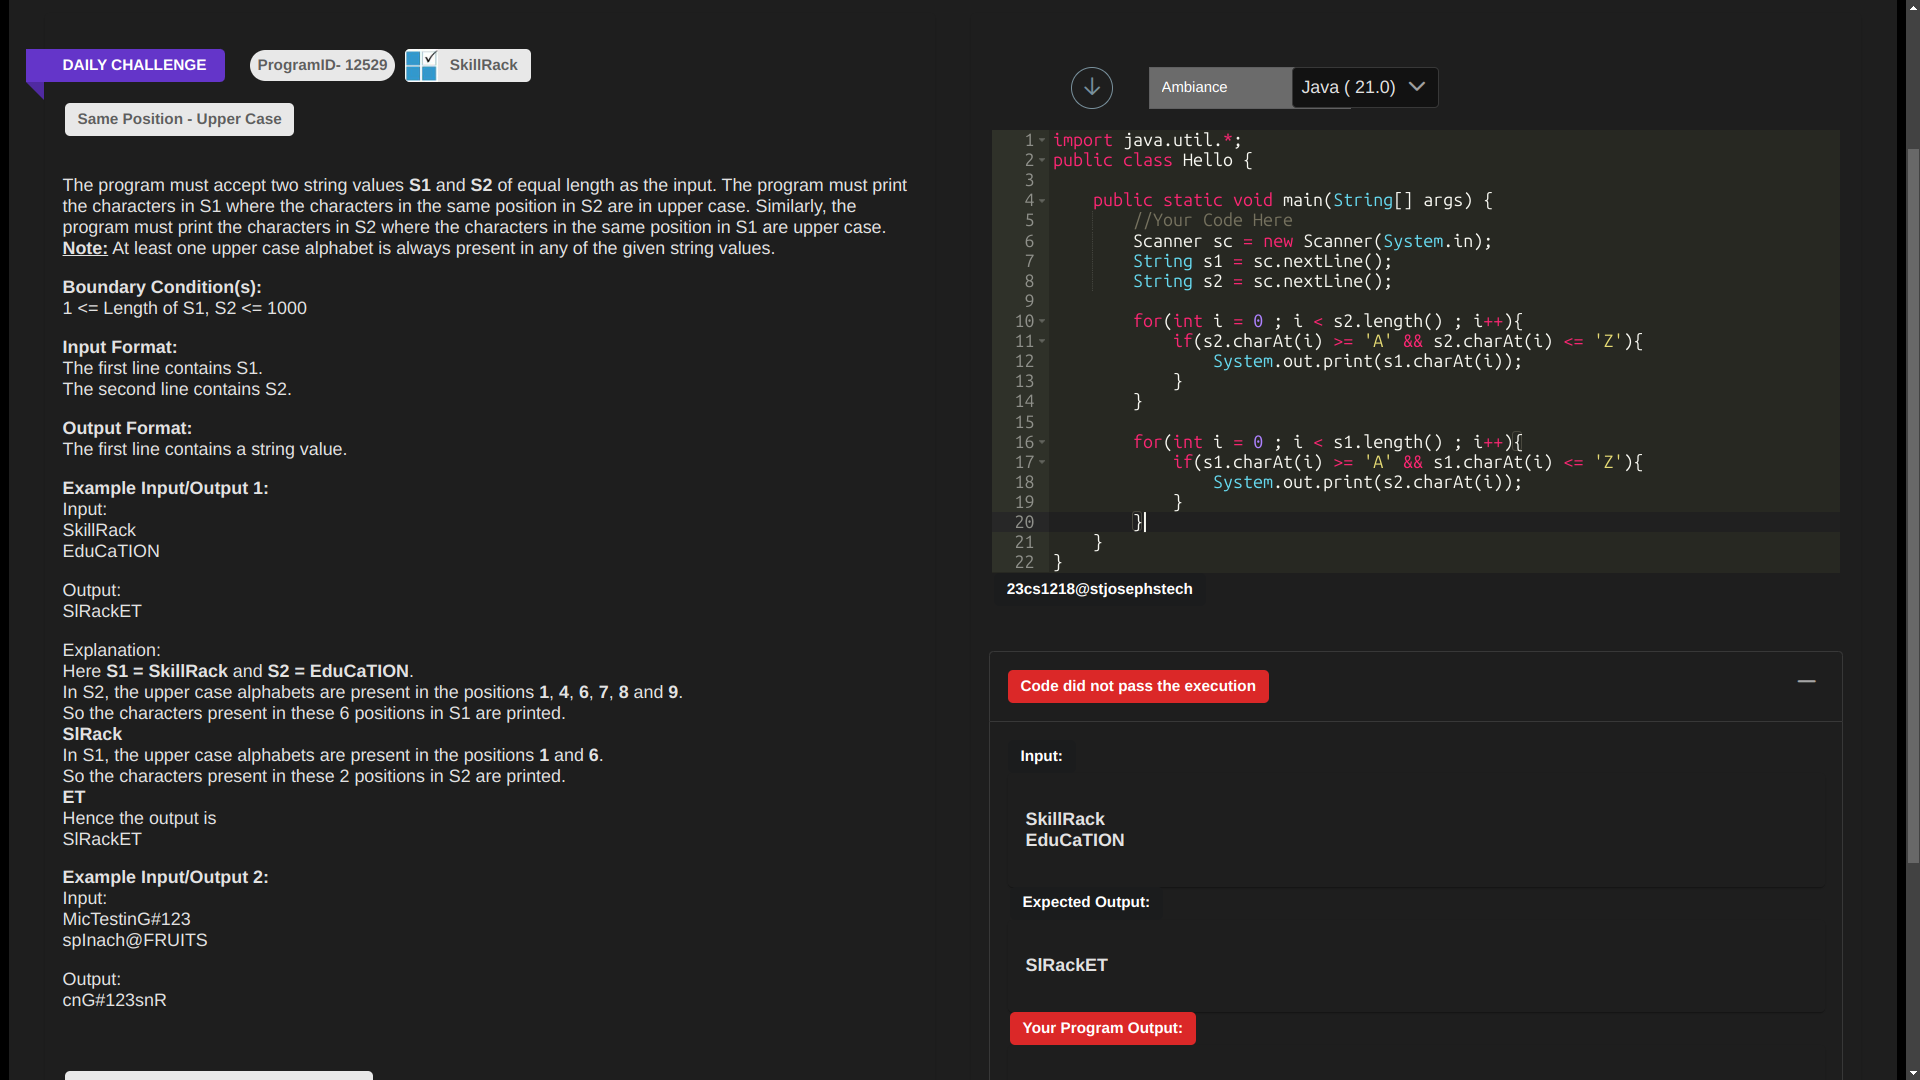 DAILY CHALLENGE
ProgramID- 12529
SkillRack
Same Position - Upper Case
The program must accept two string values S1 and S2 of equal length as the input. The program must print
the characters in S1 where the characters in the same position in S2 are in upper case. Similarly, the
program must print the characters in S2 where the characters in the same position in S1 are upper case.
Note: At least one upper case alphabet is always present in any of the given string values.
Boundary Condition(s):
1 <= Length of S1, S2 <= 1000
Input Format:
The first line contains S1.
The second line contains S2.
Output Format:
The first line contains a string value.
Example Input/Output 1:
Input:
SkillRack
EduCaTION
Output:
SlRackET
Explanation:
Here S1 = SkillRack and S2 = EduCaTION.
In S2, the upper case alphabets are present in the positions 1, 4, 6, 7, 8 and 9.
So the characters present in these 6 positions in S1 are printed.
SlRack
In S1, the upper case alphabets are present in the positions 1 and 6.
So the characters present in these 2 positions in S2 are printed.
ET
Hence the output is
SlRackET
Example Input/Output 2:
Input:
MicTestinG#123
spInach@FRUITS
Output:
cnG#123snR
Ambiance
Java ( 21.0)
1 import java.util.*;
2 public class Hello {
3
4 public static void main(String[] args) {
5 //Your Code Here
6 Scanner sc = new Scanner(System.in);
7 String s1 = sc.nextLine();
8 String s2 = sc.nextLine();
9
10 for(int i = 0 ; i < s2.length() ; i++){
11 if(s2.charAt(i) >= 'A' && s2.charAt(i) <= 'Z'){
12 System.out.print(s1.charAt(i));
13 }
14 }
15
16 for(int i = 0 ; i < s1.length() ; i++){
17 if(s1.charAt(i) >= 'A' && s1.charAt(i) <= 'Z'){
18 System.out.print(s2.charAt(i));
19 }
20 }
21 }
22 }
23cs1218@stjosephstech
Code did not pass the execution
Input:
SkillRack
EduCaTION
Expected Output:
SlRackET
Your Program Output: